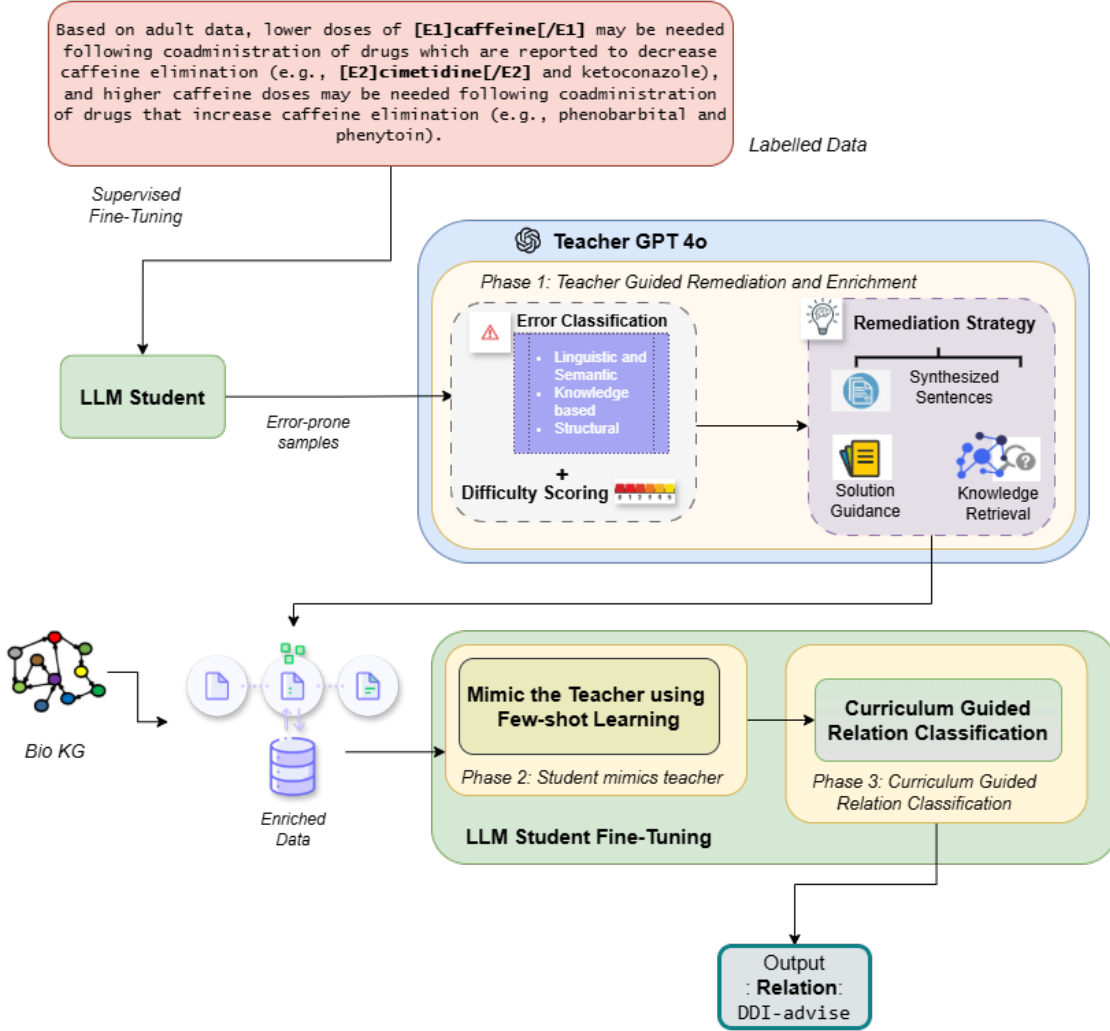 Based on adult data, lower doses of [E1]caffeine[/E1] may be needed
following coadministration of drugs which are reported to decrease
caffeine elimination (e.g., [E2]cimetidine[/E2] and ketoconazole),
and higher caffeine doses may be needed following coadministration
of drugs that increase caffeine elimination (e.g., phenobarbital and
phenytoin).
Labelled Data
Supervised
Fine-Tuning
Teacher GPT 4o
Phase 1: Teacher Guided Remediation and Enrichment
Error Classification
• Linguistic and
Semantic
• Knowledge
based
• Structural
+
Difficulty Scoring
0 1 2 3 4 5
Remediation Strategy
Synthesized
Sentences
Solution
Guidance
?
Knowledge
Retrieval
LLM Student
Error-prone
samples
Bio KG
Enriched
Data
Mimic the Teacher using
Few-shot Learning
Phase 2: Student mimics teacher
Curriculum Guided
Relation Classification
Phase 3: Curriculum Guided
Relation Classification
LLM Student Fine-Tuning
Output
: Relation:
DDI-advise